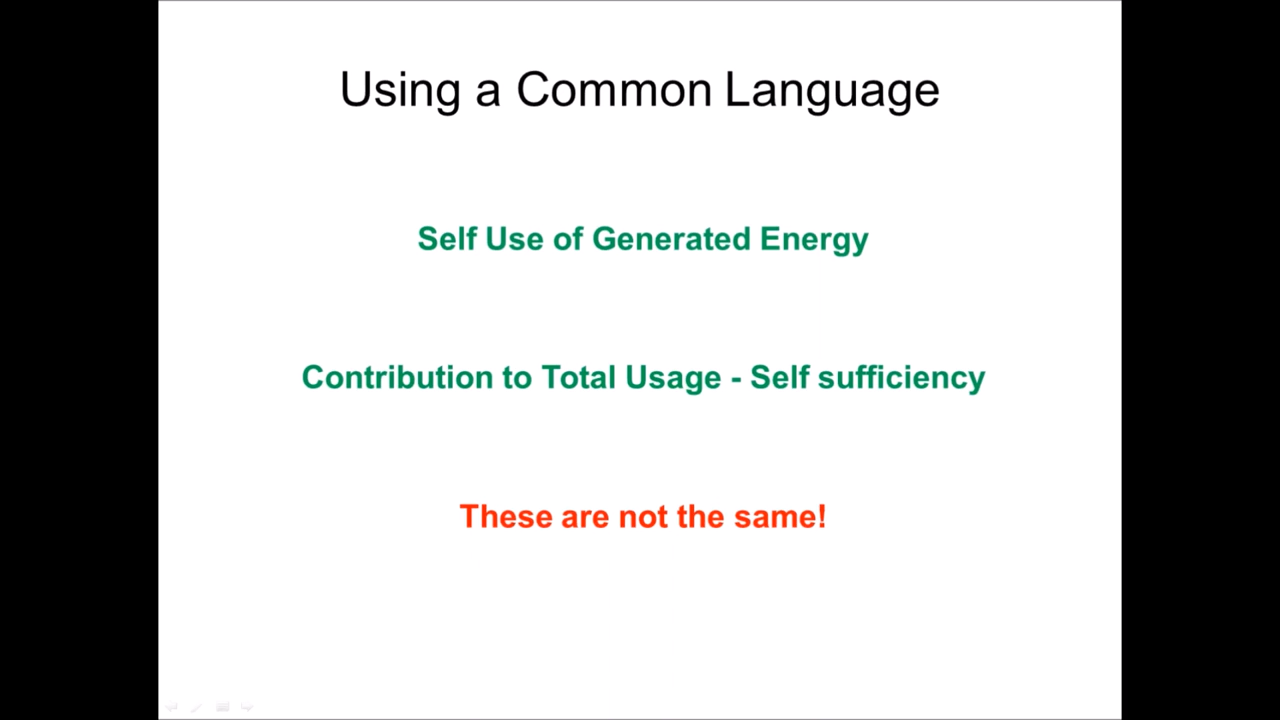 Using a Common Language
Self Use of Generated Energy
Contribution to Total Usage - Self sufficiency
These are not the same!